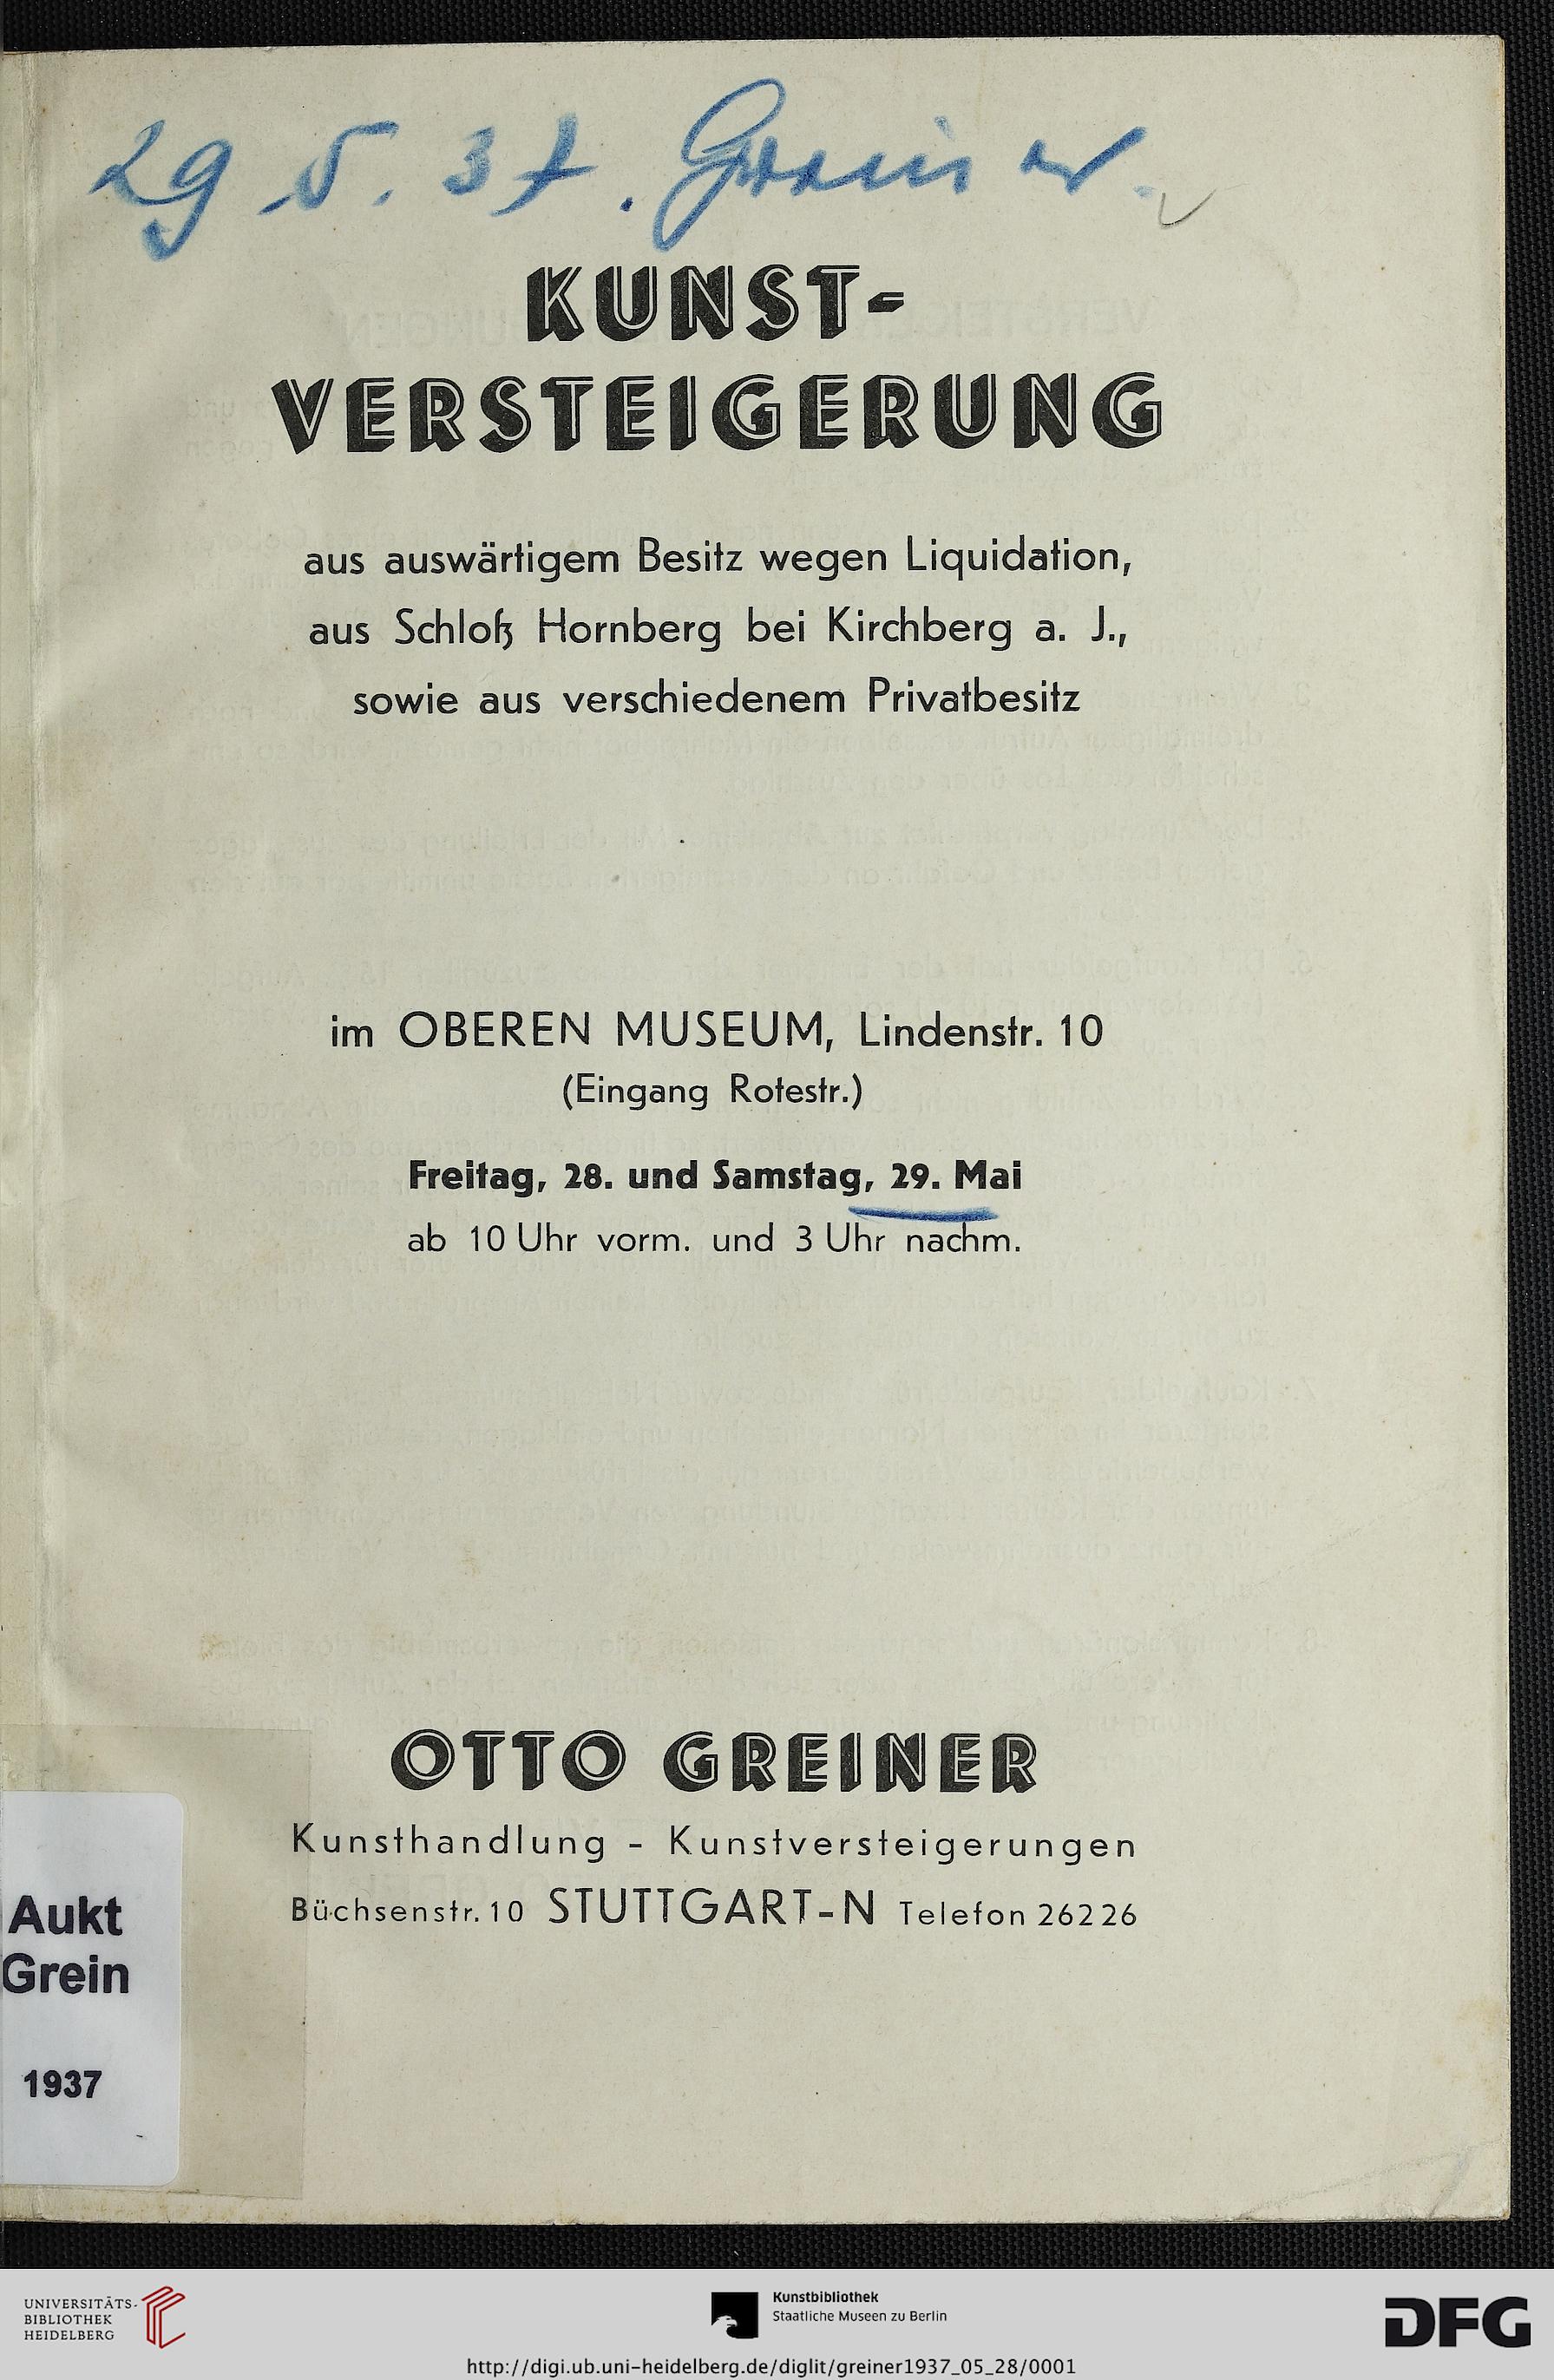 29. 5. 37. Greiner.
KUNST-
VERSTEIGERUNG
aus auswärtigem Besitz wegen Liquidation,
aus Schloß Hornberg bei Kirchberg a. J.,
sowie aus verschiedenem Privatbesitz
im OBEREN MUSEUM, Lindenstr. 10
(Eingang Rotestr.)
Freitag, 28. und Samstag, 29. Mai
ab 10 Uhr vorm. und 3 Uhr nachm.
OTTO GREINER
Kunsthandlung - Kunstversteigerungen
Büchsenstr. 10 STUTTGART-N Telefon 26226
Aukt
Grein
1937
UNIVERSITÄTS-
BIBLIOTHEK
HEIDELBERG
Kunstbibliothek
Staatliche Museen zu Berlin
DFG
http://digi.ub.uni-heidelberg.de/diglit/greiner1937_05_28/0001